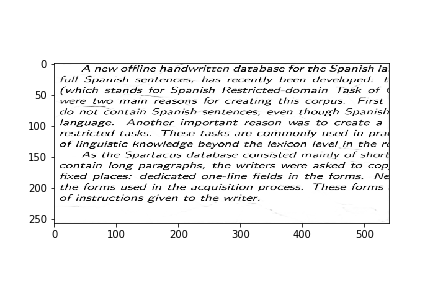 A new offline handwritten database for the Spanish la
full Spanish sentences, has recently been developed.
(which stands for Spanish Restricted-domain Task of
were two main reasons for creating this corpus. First
do not contain Spanish sentences, even though Spanish
language. Another important reason was to create a
restricted tasks. These tasks are commonly used in prac
of linguistic knowledge beyond the lexicon level in the re
As the Spartacus database consisted mainly of short
contain long paragraphs, the writers were asked to copy
fixed places: dedicated one-line fields in the forms. Ne
the forms used in the acquisition process. These forms
of instructions given to the writer.
0
50
100
150
200
250
0 100 200 300 400 500